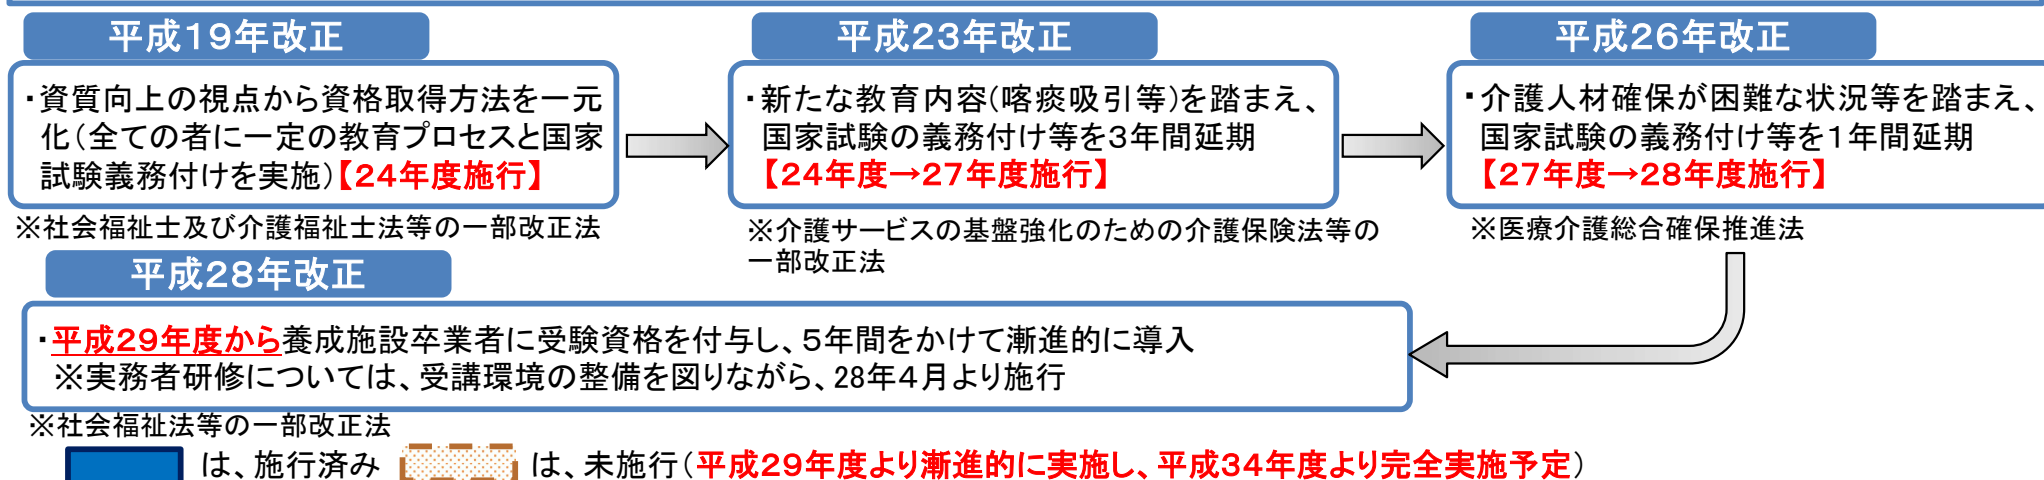 平成19年改正
・資質向上の視点から資格取得方法を一元
化(全ての者に一定の教育プロセスと国家
試験義務付けを実施)【24年度施行】
※社会福祉士及び介護福祉士法等の一部改正法
平成23年改正
・新たな教育内容(喀痰吸引等)を踏まえ、
国家試験の義務付け等を3年間延期
【24年度→27年度施行】
※介護サービスの基盤強化のための介護保険法等の
一部改正法
平成26年改正
・介護人材確保が困難な状況等を踏まえ、
国家試験の義務付け等を1年間延期
【27年度→28年度施行】
※医療介護総合確保推進法
平成28年改正
・平成29年度から養成施設卒業者に受験資格を付与し、5年間をかけて漸進的に導入
※実務者研修については、受講環境の整備を図りながら、28年4月より施行
※社会福祉法等の一部改正法
は、施行済み は、未施行(平成29年度より漸進的に実施し、平成34年度より完全実施予定)